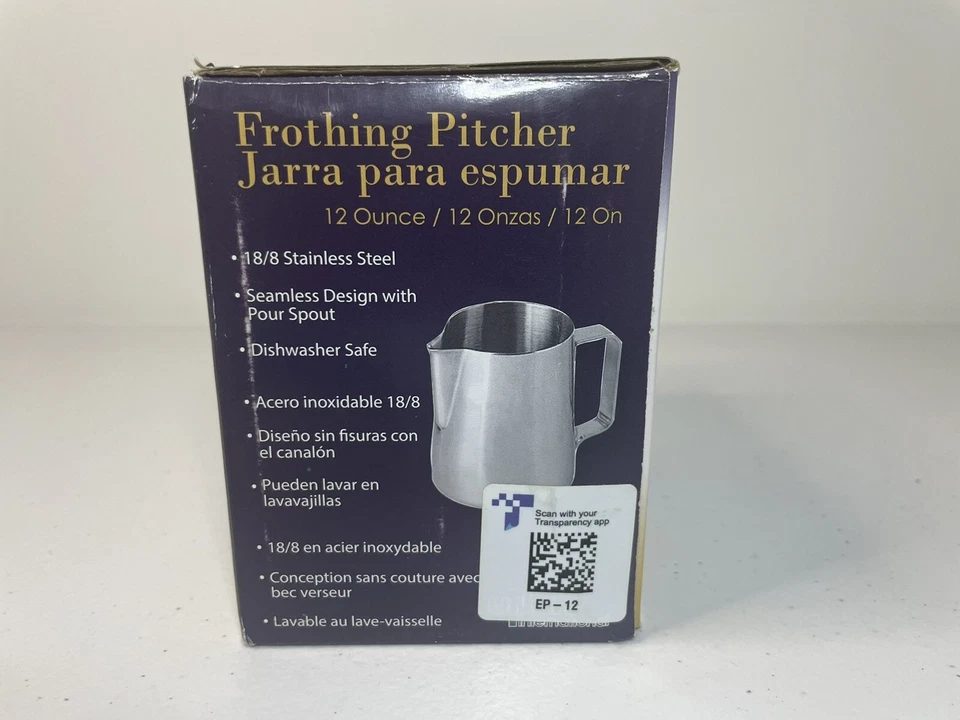 Frothing Pitcher
Jarra para espumar
12 Ounce / 12 Onzas / 12 On
• 18/8 Stainless Steel
• Seamless Design with
Pour Spout
• Dishwasher Safe
• Acero inoxidable 18/8
• Diseño sin fisuras con
el canalón
• Pueden lavar en
lavavajillas
• 18/8 en acier inoxydable
• Conception sans couture avec
bec verseur
• Lavable au lave-vaisselle
Scan with your
Transparency app
EP – 12
International